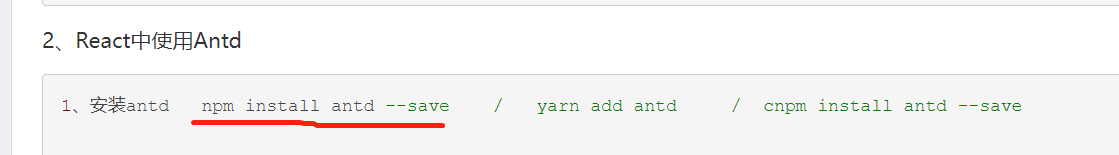 2、React中使用Antd
1、安装antd   npm install antd --save    /   yarn add antd     /  cnpm install antd --save